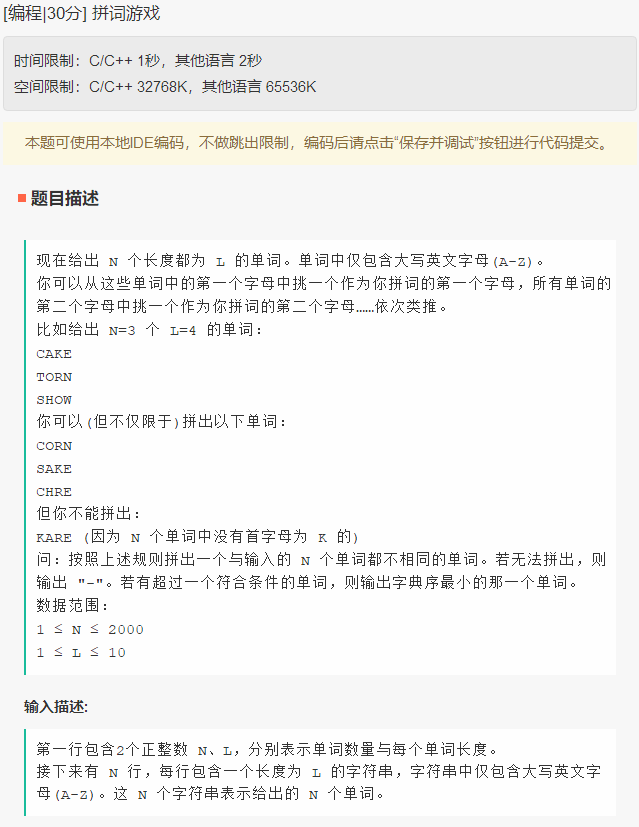 [编程|30分] 拼词游戏
时间限制：C/C++ 1秒，其他语言 2秒
空间限制：C/C++ 32768K，其他语言 65536K
本题可使用本地IDE编码，不做跳出限制，编码后请点击“保存并调试”按钮进行代码提交。
题目描述
现在给出 N 个长度都为 L 的单词。单词中仅包含大写英文字母(A-Z)。
你可以从这些单词中的第一个字母中挑一个作为你拼词的第一个字母，所有单词的
第二个字母中挑一个作为你拼词的第二个字母……依次类推。
比如给出 N=3 个 L=4 的单词：
CAKE
TORN
SHOW
你可以(但不仅限于)拼出以下单词：
CORN
SAKE
CHRE
但你不能拼出：
KARE (因为 N 个单词中没有首字母为 K 的)
问：按照上述规则拼出一个与输入的 N 个单词都不相同的单词。若无法拼出，则
输出 "-"。若有超过一个符合条件的单词，则输出字典序最小的那一个单词。
数据范围：
1 ≤ N ≤ 2000
1 ≤ L ≤ 10
输入描述:
第一行包含2个正整数 N、L，分别表示单词数量与每个单词长度。
接下来有 N 行，每行包含一个长度为 L 的字符串，字符串中仅包含大写英文字
母(A-Z)。这 N 个字符串表示给出的 N 个单词。